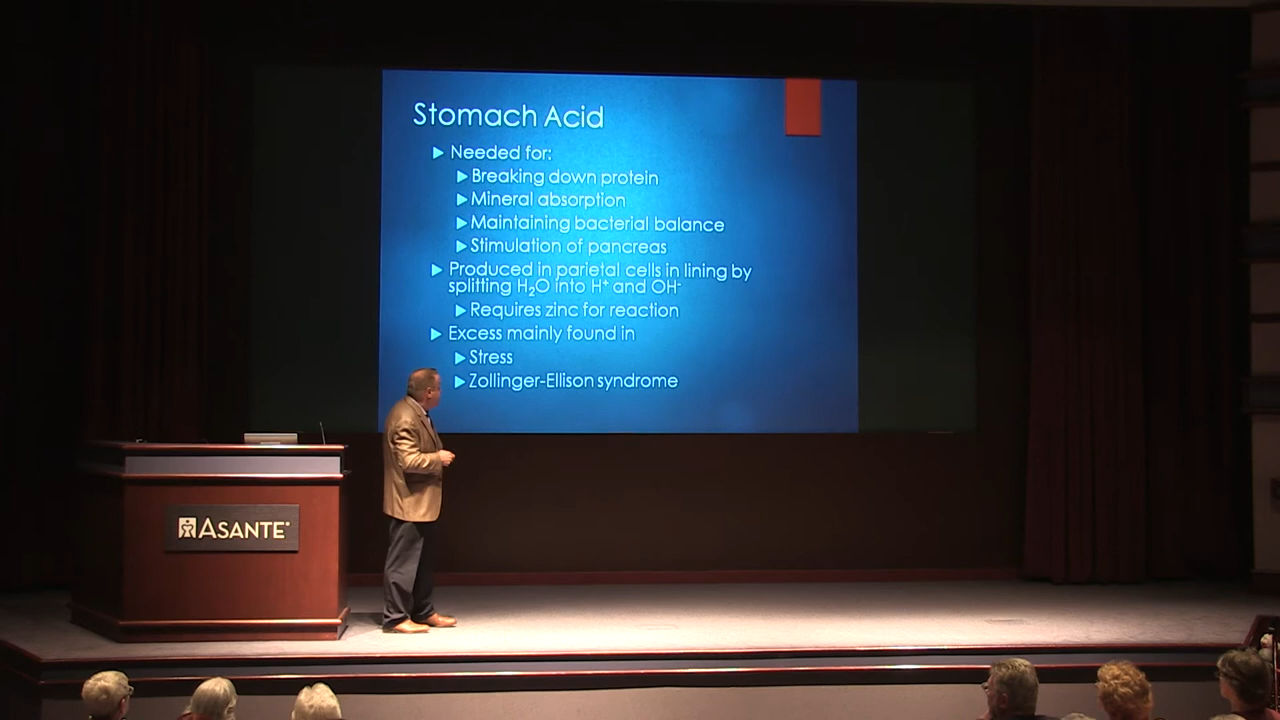 Stomach Acid
Needed for:
Breaking down protein
Mineral absorption
Maintaining bacterial balance
Stimulation of pancreas
Produced in parietal cells in lining by
splitting H₂O into H⁺ and OH⁻
Requires zinc for reaction
Excess mainly found in
Stress
Zollinger-Ellison syndrome
ASANTE®